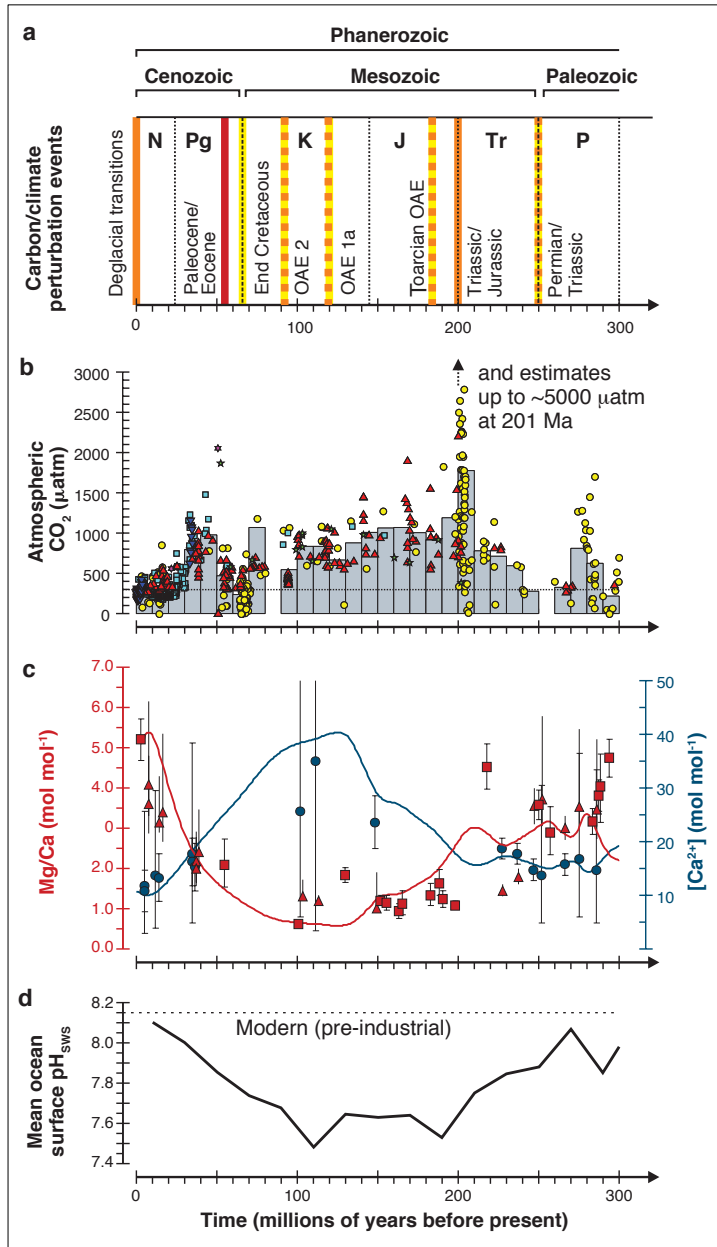 a
Phanerozoic
Cenozoic
Mesozoic
Paleozoic
N
Pg
K
J
Tr
P
Carbon/climate
perturbation events
Deglacial transitions
Paleocene/
Eocene
End Cretaceous
OAE 2
OAE 1a
Toarcian OAE
Triassic/
Jurassic
Permian/
Triassic
0
100
200
300
b
3000
2500
2000
1500
1000
500
0
Atmospheric
CO₂ (µatm)
and estimates
up to ~5000 µatm
at 201 Ma
c
7.0
6.0
5.0
4.0
0
2.0
1.0
0.0
Mg/Ca (mol mol⁻¹)
50
40
30
20
10
0
[Ca²⁺] (mol mol⁻¹)
d
8.2
8.0
7.8
7.6
7.4
Mean ocean
surface pHSWS
Modern (pre-industrial)
0
100
200
300
Time (millions of years before present)